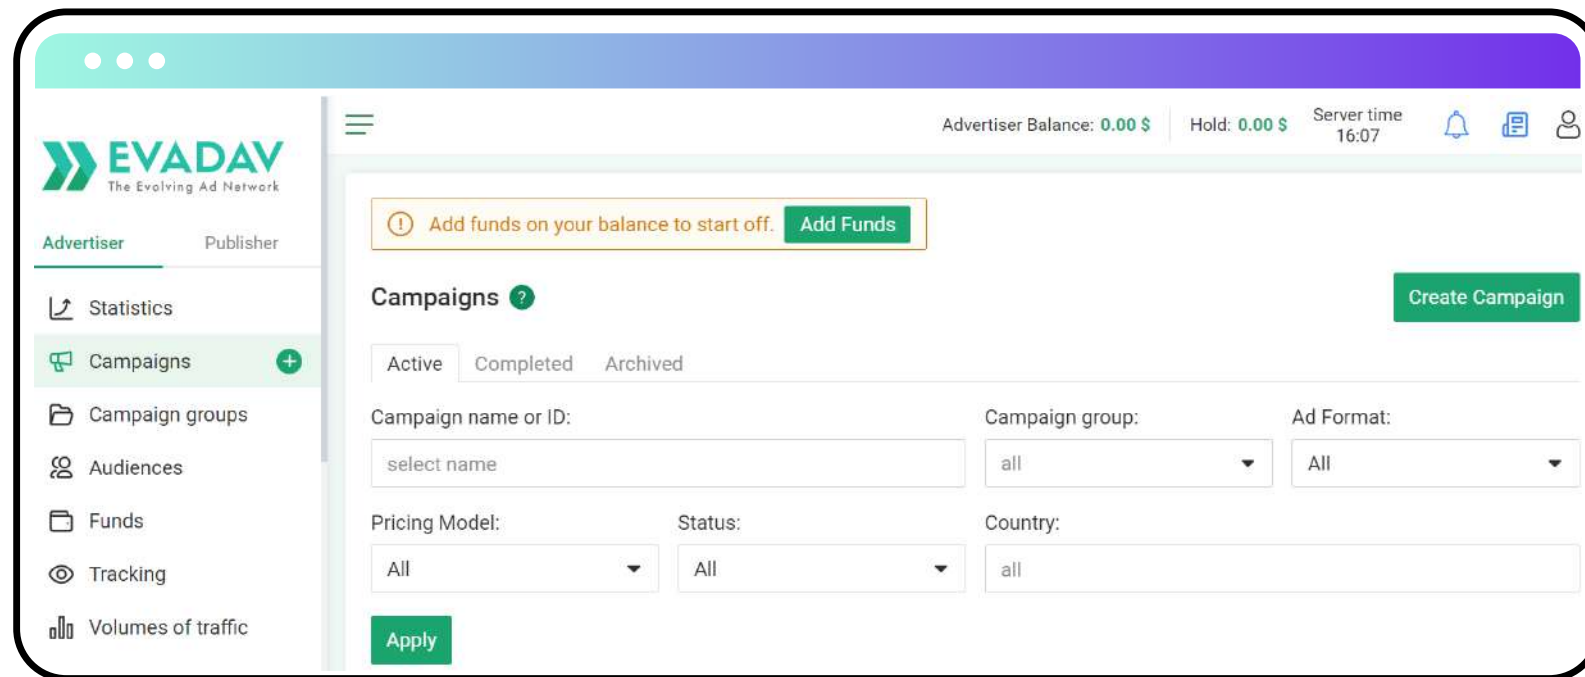 EVADAV
The Evolving Ad Network
Advertiser Balance: 0.00 $ Hold: 0.00 $ Server time
16:07
Advertiser Publisher
Statistics
Campaigns
Campaign groups
Audiences
Funds
Tracking
Volumes of traffic
Add funds on your balance to start off. Add Funds
Campaigns ? Create Campaign
Active Completed Archived
Campaign name or ID: Campaign group: Ad Format:
select name all All
Pricing Model: Status: Country:
All All all
Apply